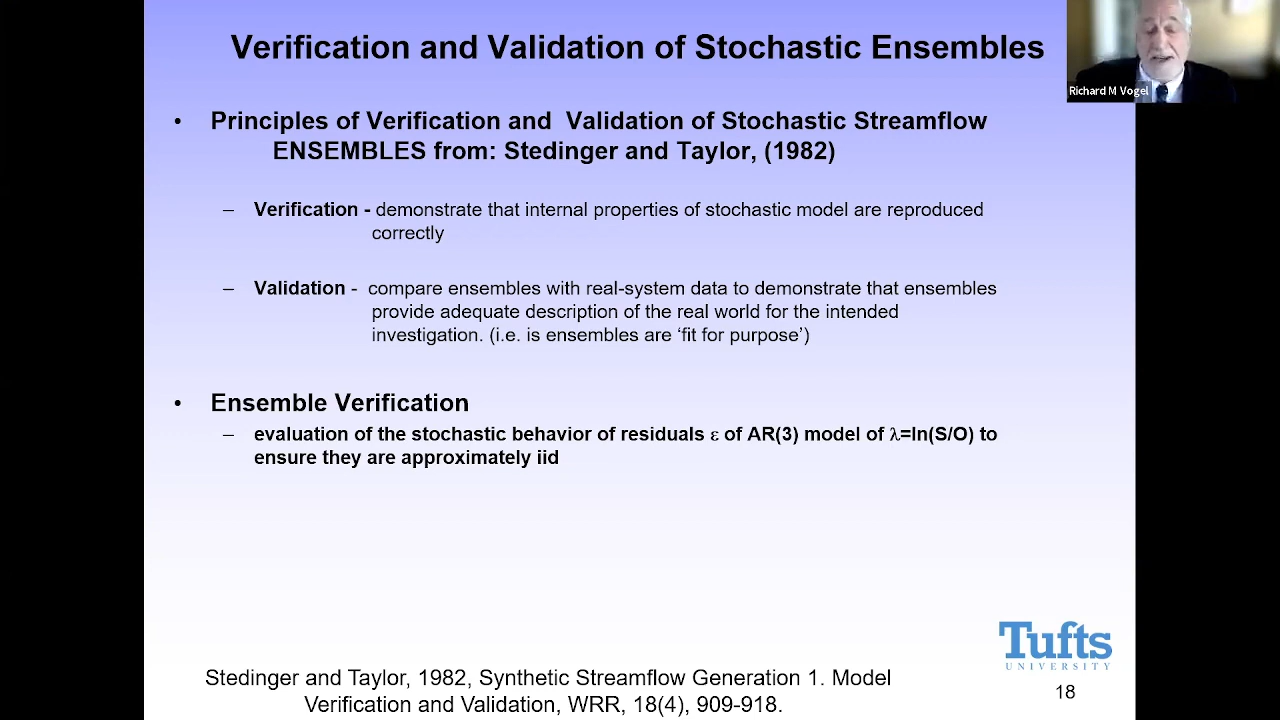 Verification and Validation of Stochastic Ensembles
Richard M Vogel
• Principles of Verification and Validation of Stochastic Streamflow
ENSEMBLES from: Stedinger and Taylor, (1982)
– Verification - demonstrate that internal properties of stochastic model are reproduced
correctly
– Validation - compare ensembles with real-system data to demonstrate that ensembles
provide adequate description of the real world for the intended
investigation. (i.e. is ensembles are ‘fit for purpose’)
• Ensemble Verification
– evaluation of the stochastic behavior of residuals ε of AR(3) model of λ=ln(S/O) to
ensure they are approximately iid
Tufts
UNIVERSITY
Stedinger and Taylor, 1982, Synthetic Streamflow Generation 1. Model
Verification and Validation, WRR, 18(4), 909-918.
18